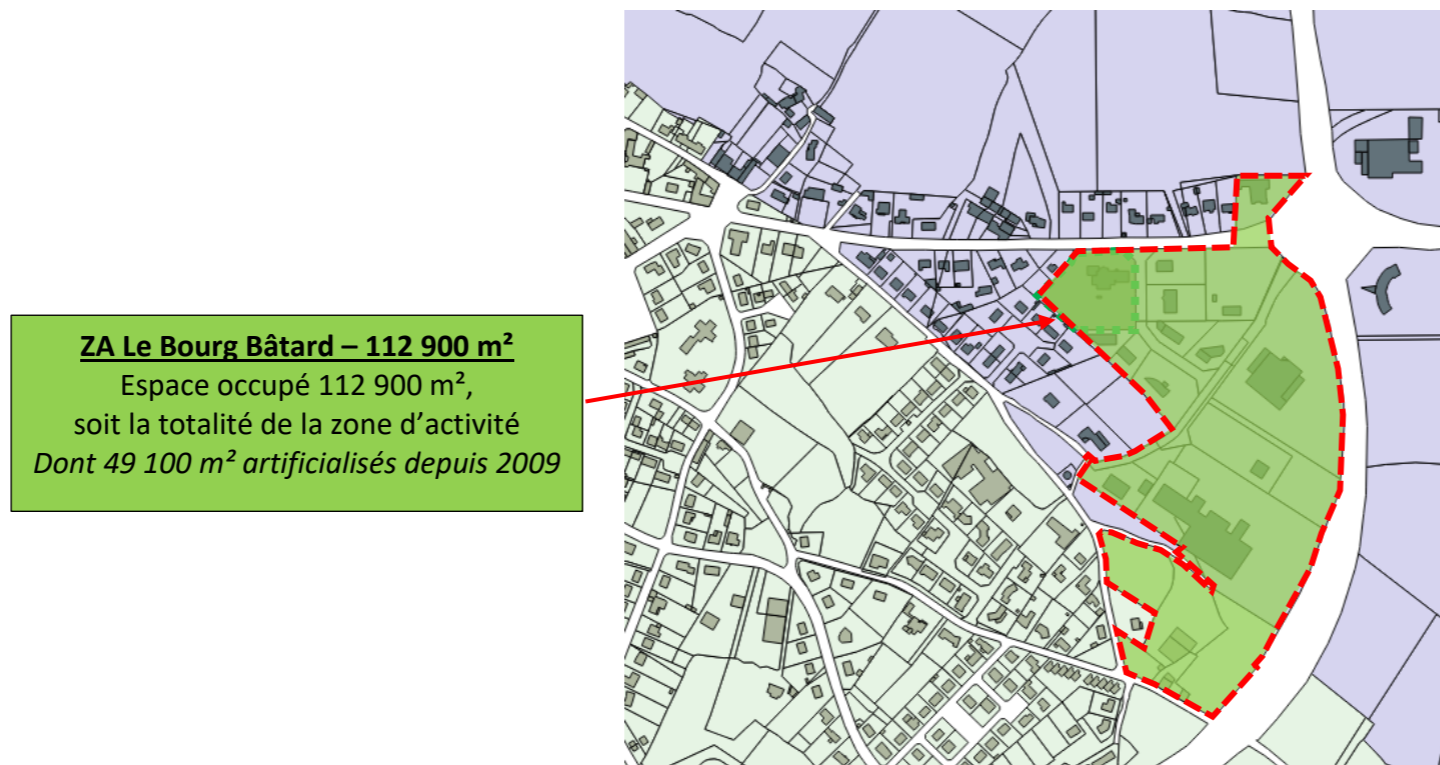 ZA Le Bourg Bâtard – 112 900 m²
Espace occupé 112 900 m²,
soit la totalité de la zone d’activité
Dont 49 100 m² artificialisés depuis 2009